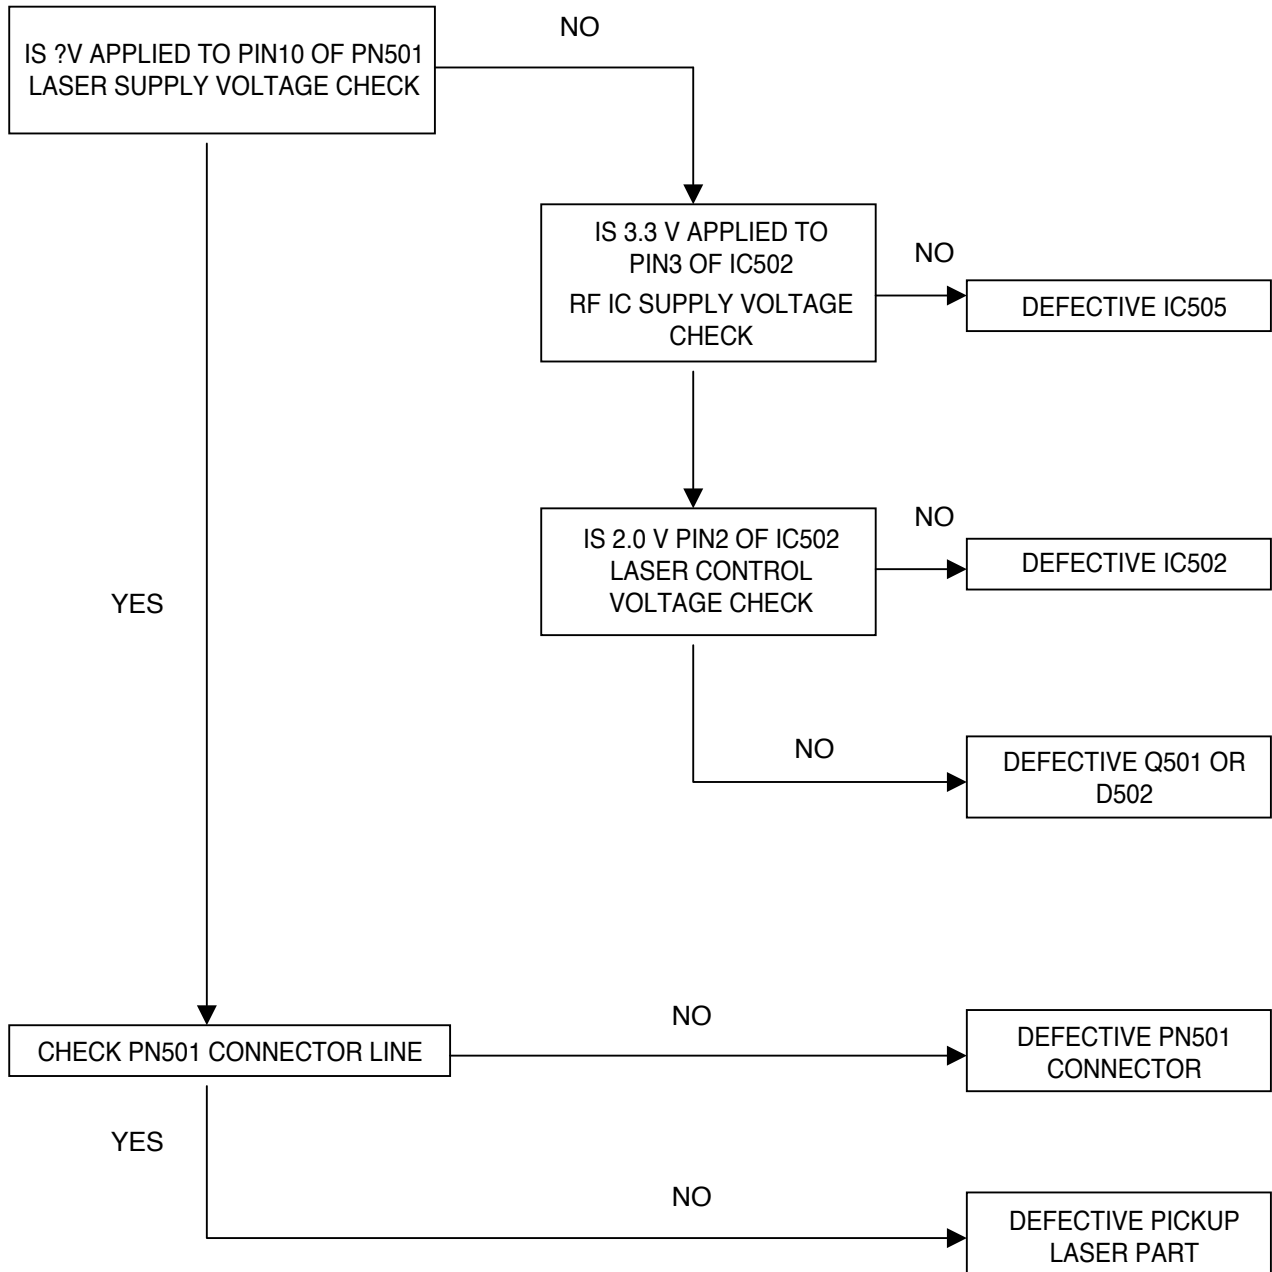 NO
IS ?V APPLIED TO PIN10 OF PN501
LASER SUPPLY VOLTAGE CHECK
IS 3.3 V APPLIED TO
PIN3 OF IC502
RF IC SUPPLY VOLTAGE
CHECK
NO
DEFECTIVE IC505
IS 2.0 V PIN2 OF IC502
LASER CONTROL
VOLTAGE CHECK
NO
DEFECTIVE IC502
YES
NO
DEFECTIVE Q501 OR
D502
CHECK PN501 CONNECTOR LINE
NO
DEFECTIVE PN501
CONNECTOR
YES
NO
DEFECTIVE PICKUP
LASER PART